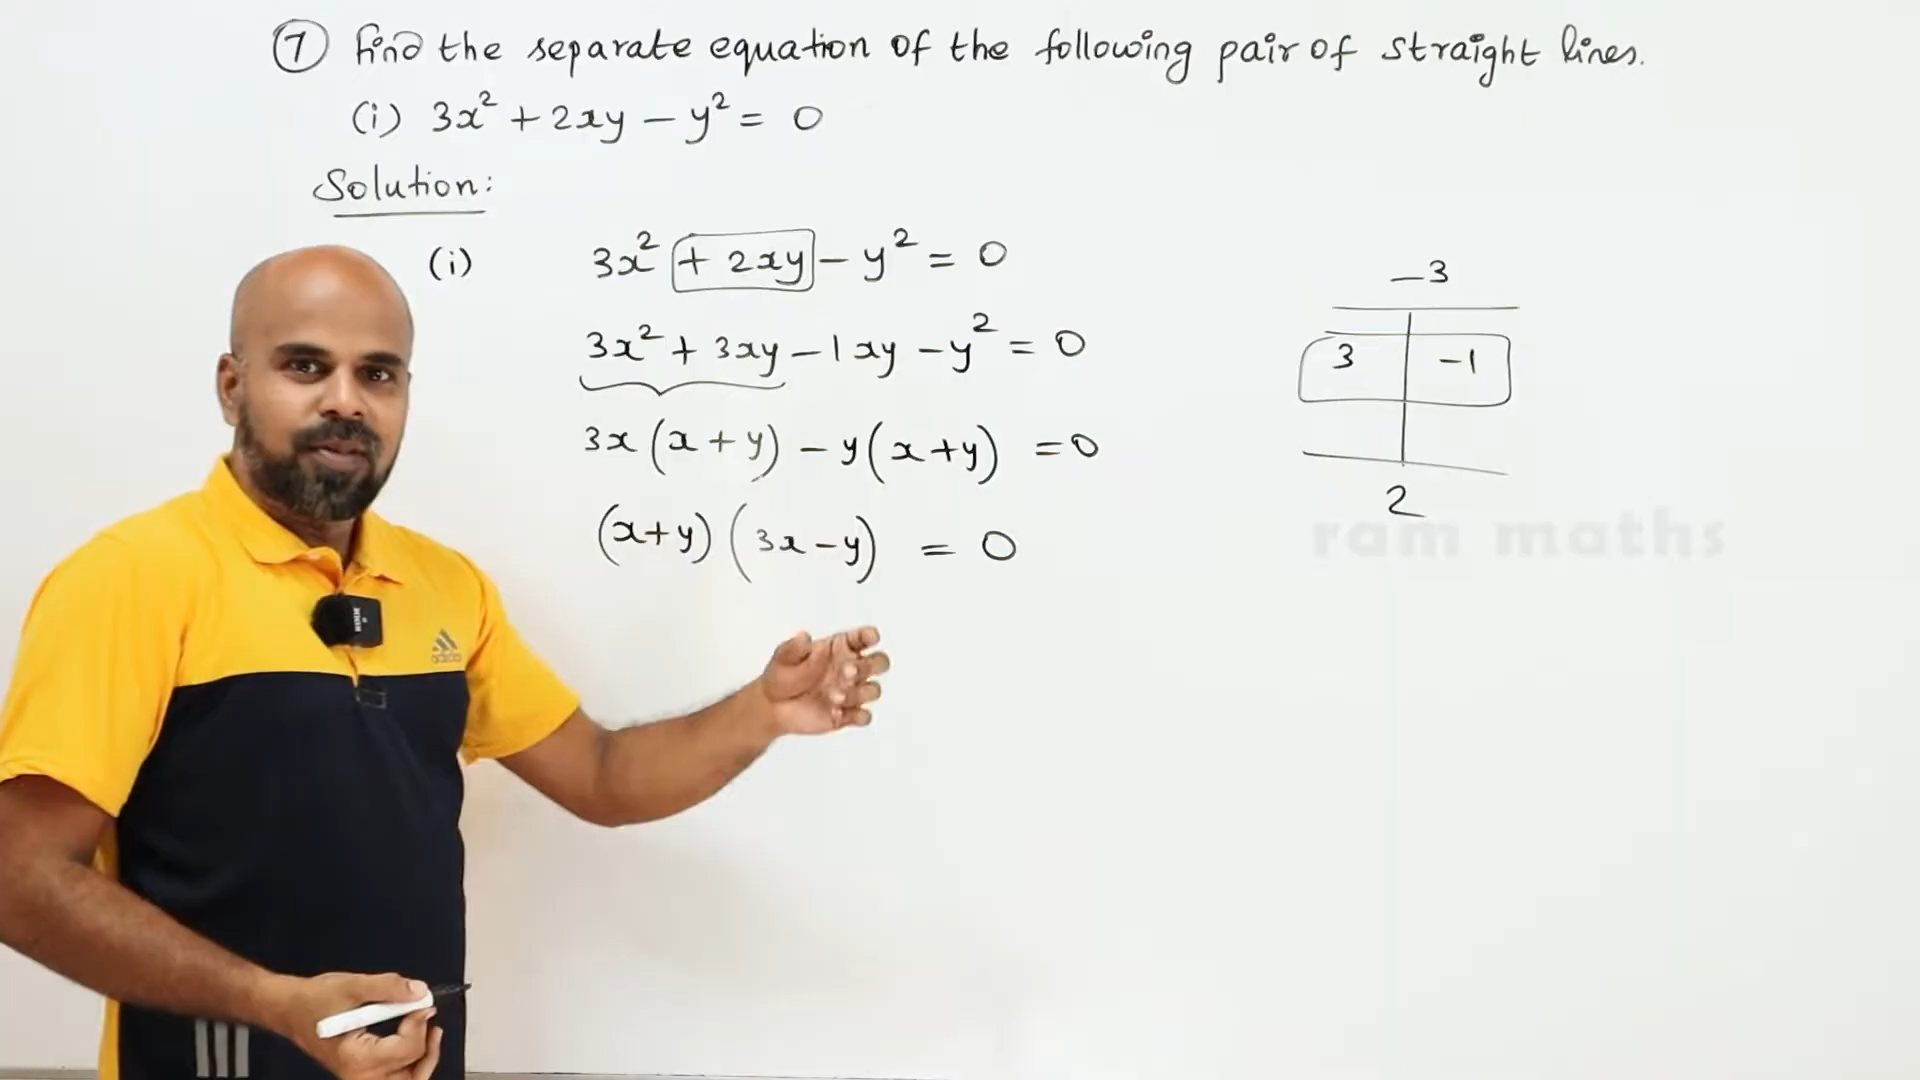 ⑦ Find the separate equation of the following pair of straight lines.
(i) 3x² + 2xy − y² = 0
Solution:
(i) 3x² + 2xy − y² = 0
3x² + 3xy − 1xy − y² = 0
3x(x+y) − y(x+y) = 0
(x+y)(3x−y) = 0
−3
3 −1
2
ram maths
adidas